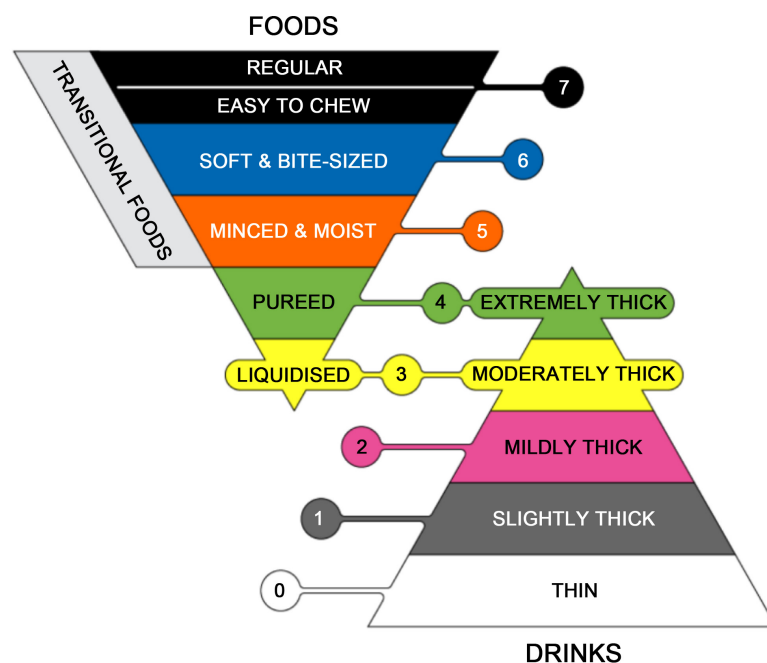 FOODS
TRANSITIONAL FOODS
REGULAR
7
EASY TO CHEW
SOFT & BITE-SIZED
6
MINCED & MOIST
5
PUREED
4
EXTREMELY THICK
LIQUIDISED
3
MODERATELY THICK
2
MILDLY THICK
1
SLIGHTLY THICK
0
THIN
DRINKS